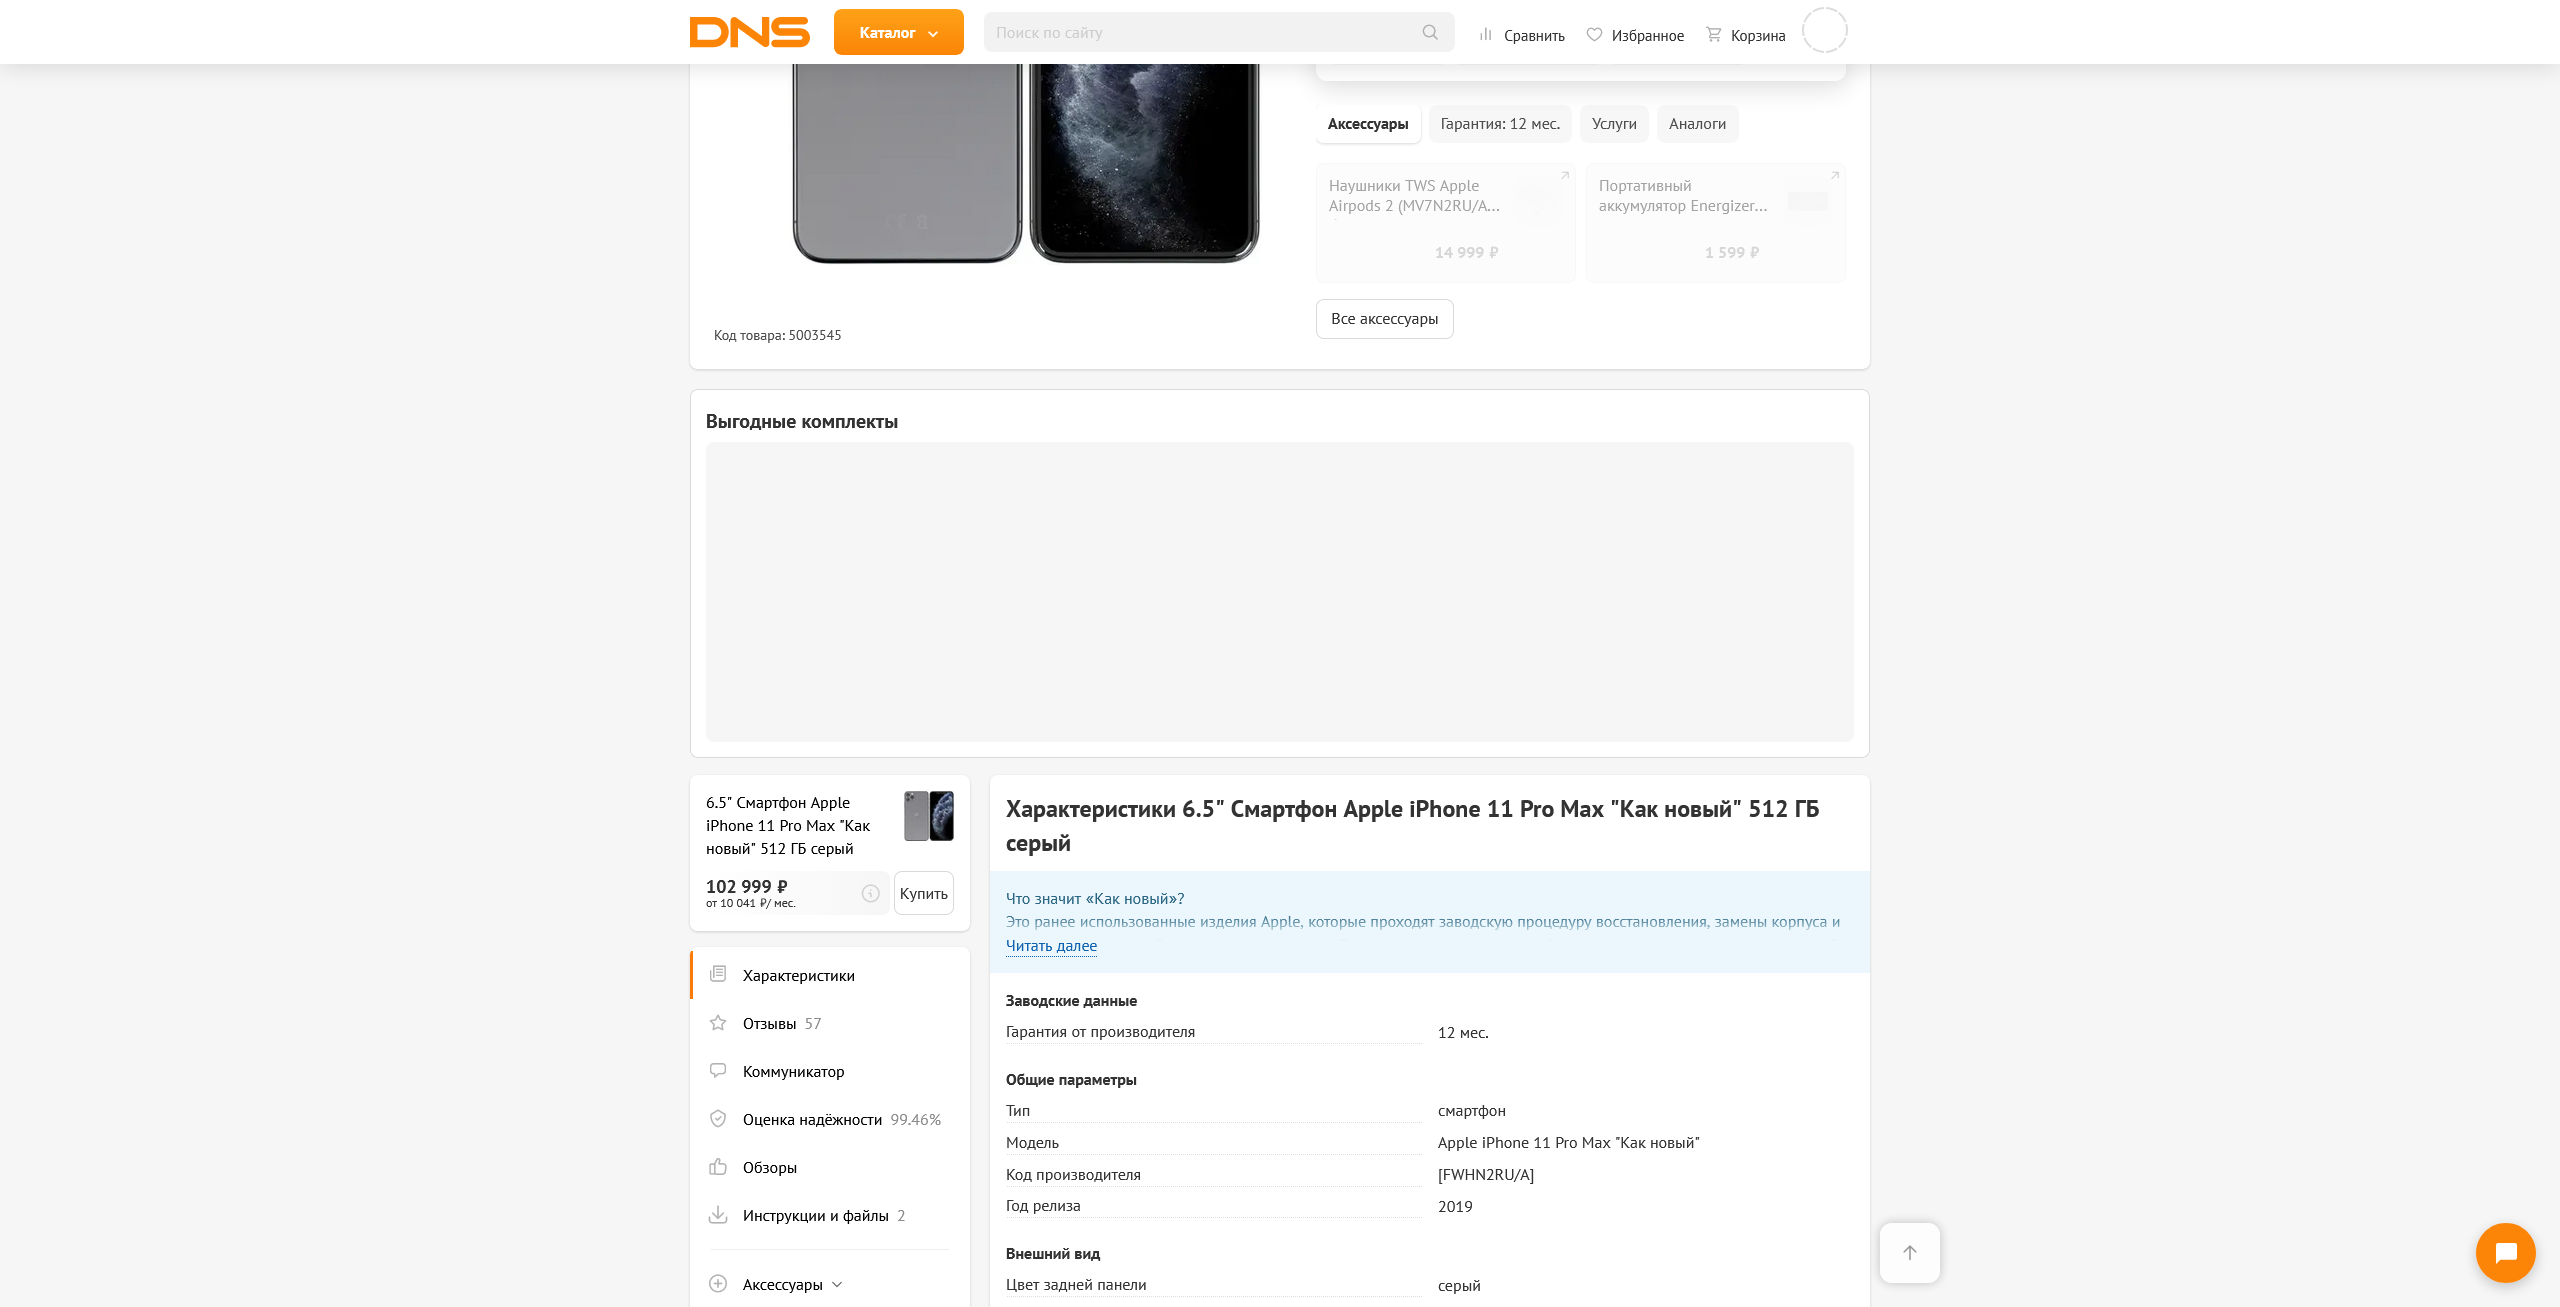 DNS
Каталог
Поиск по сайту
Сравнить
Избранное
Корзина
Аксессуары
Гарантия: 12 мес.
Услуги
Аналоги
Наушники TWS Apple
Airpods 2 (MV7N2RU/A...
14 999 ₽
Портативный
аккумулятор Energizer...
1 599 ₽
Все аксессуары
Код товара: 5003545
Выгодные комплекты
6.5" Смартфон Apple
iPhone 11 Pro Max "Как
новый" 512 ГБ серый
102 999 ₽
от 10 041 ₽/ мес.
Купить
Характеристики
Отзывы 57
Коммуникатор
Оценка надёжности 99.46%
Обзоры
Инструкции и файлы 2
Аксессуары
Характеристики 6.5" Смартфон Apple iPhone 11 Pro Max "Как новый" 512 ГБ
серый
Что значит «Как новый»?
Это ранее использованные изделия Apple, которые проходят заводскую процедуру восстановления, замены корпуса и
Читать далее
Заводские данные
Гарантия от производителя 12 мес.
Общие параметры
Тип смартфон
Модель Apple iPhone 11 Pro Max "Как новый"
Код производителя [FWHN2RU/A]
Год релиза 2019
Внешний вид
Цвет задней панели серый